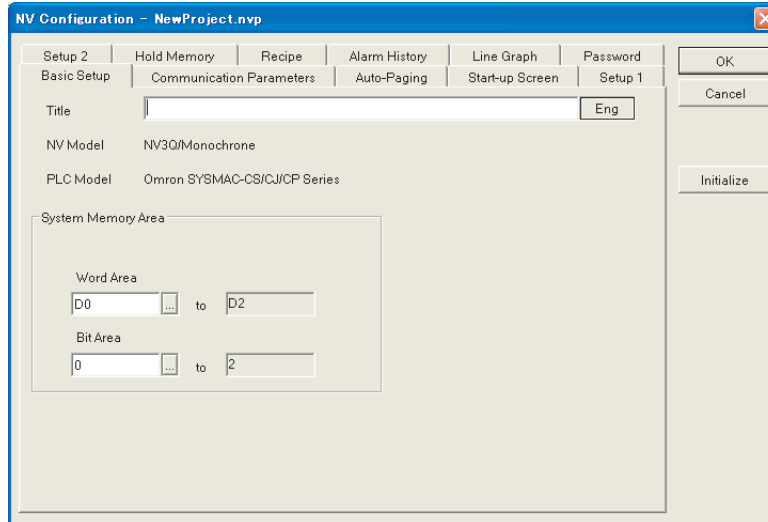 NV Configuration - NewProject.nvp
Setup 2 Hold Memory Recipe Alarm History Line Graph Password
Basic Setup Communication Parameters Auto-Paging Start-up Screen Setup 1
OK
Cancel
Initialize
Title Eng
NV Model NV3Q/Monochrome
PLC Model Omron SYSMAC-CS/CJ/CP Series
System Memory Area
Word Area
D0 ... to D2
Bit Area
0 ... to 2